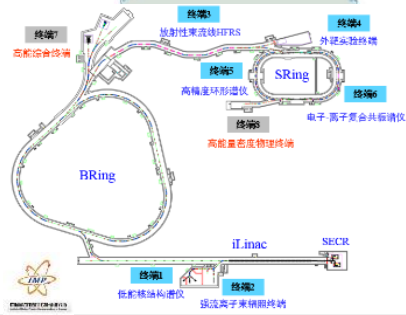 终端3
放射性束流线HFRS
终端4
外靶实验终端
终端7
高能综合终端
终端5
高精度环形谱仪
SRing
终端6
电子-离子复合共振谱仪
终端8
高能量密度物理终端
BRing
iLinac
SECR
终端1
低能核结构谱仪
终端2
强流离子束辐照终端
IMP